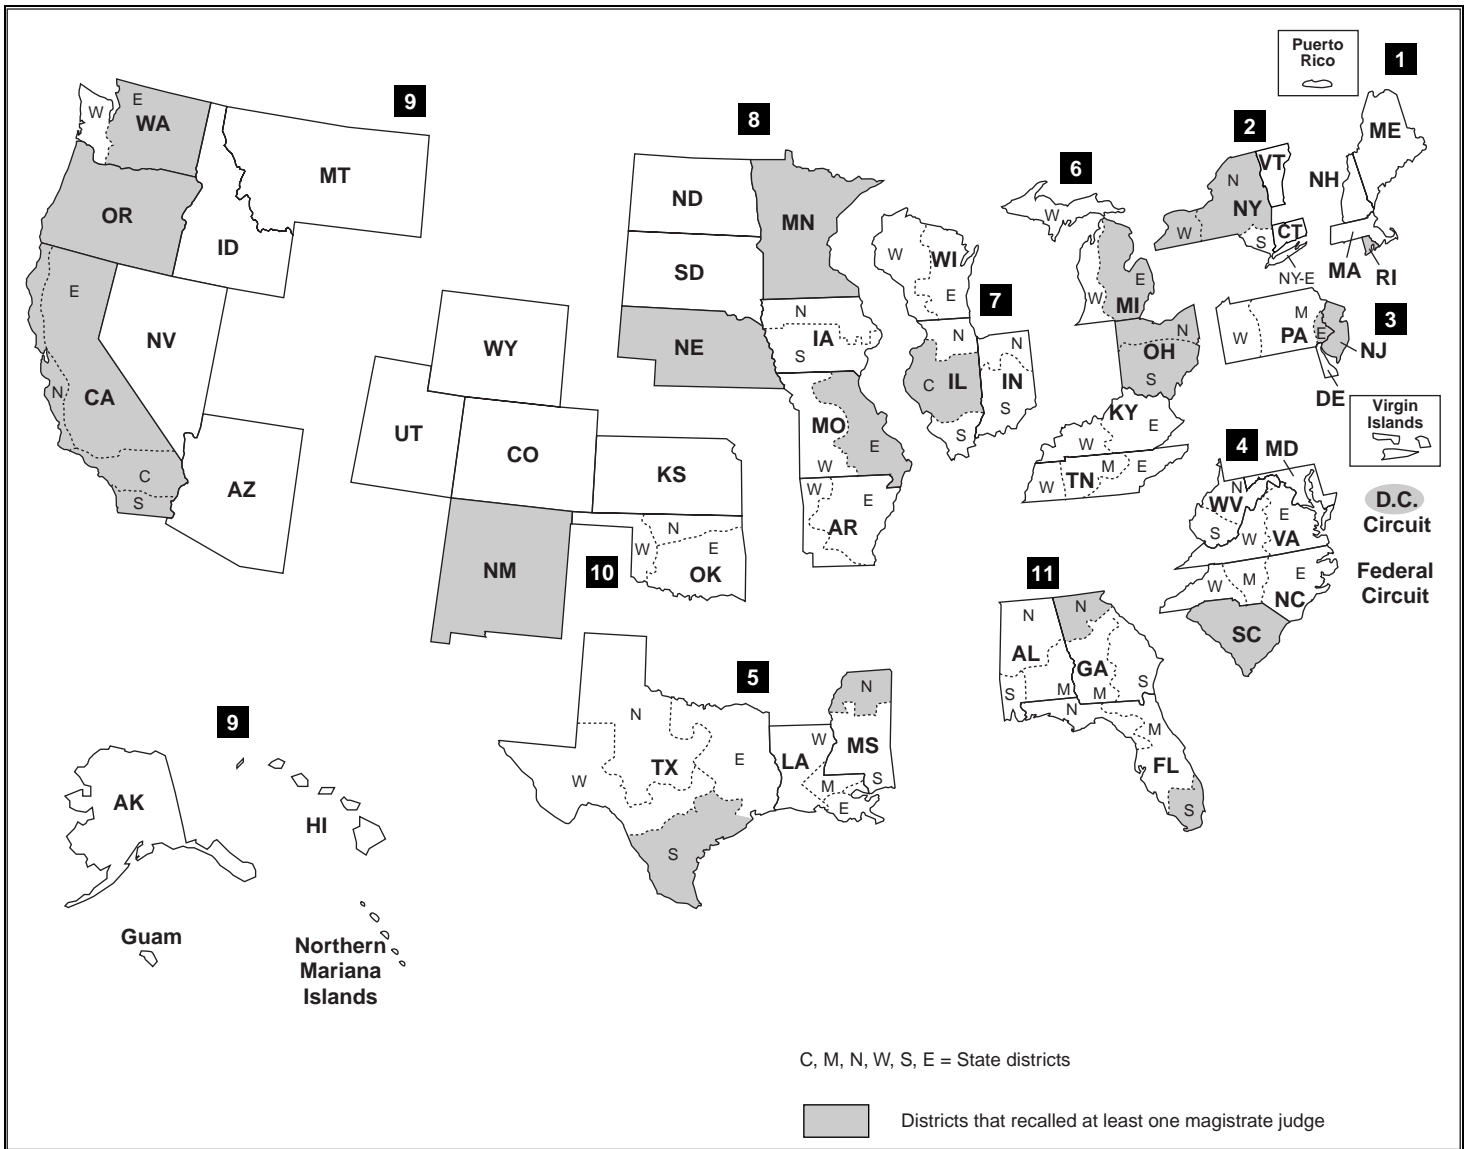 Puerto
Rico
1
9
E
W
WA
8
2
ME
6
VT
NH
MT
N
OR
ND
W
NY
MN
W
S
CT
ID
W
WI
E
MA
RI
SD
NY-E
E
E
7
W
MI
M
3
N
N
N
N
W
PA
E
NV
IA
NJ
WY
NE
S
OH
C
IL
IN
S
DE
N
CA
S
KY
Virgin
Islands
UT
MO
E
S
W
E
4
MD
CO
W
TN
M
E
C
KS
W
N
D.C.
Circuit
AZ
S
W
E
WV
E
AR
S
W
VA
N
W
E
10
NM
OK
11
Federal
Circuit
W
M
E
NC
N
N
SC
AL
GA
5
N
S
M
M
S
N
N
9
W
MS
M
TX
E
LA
FL
W
S
AK
M
E
S
HI
S
Guam
Northern
Mariana
Islands
C, M, N, W, S, E = State districts
Districts that recalled at least one magistrate judge